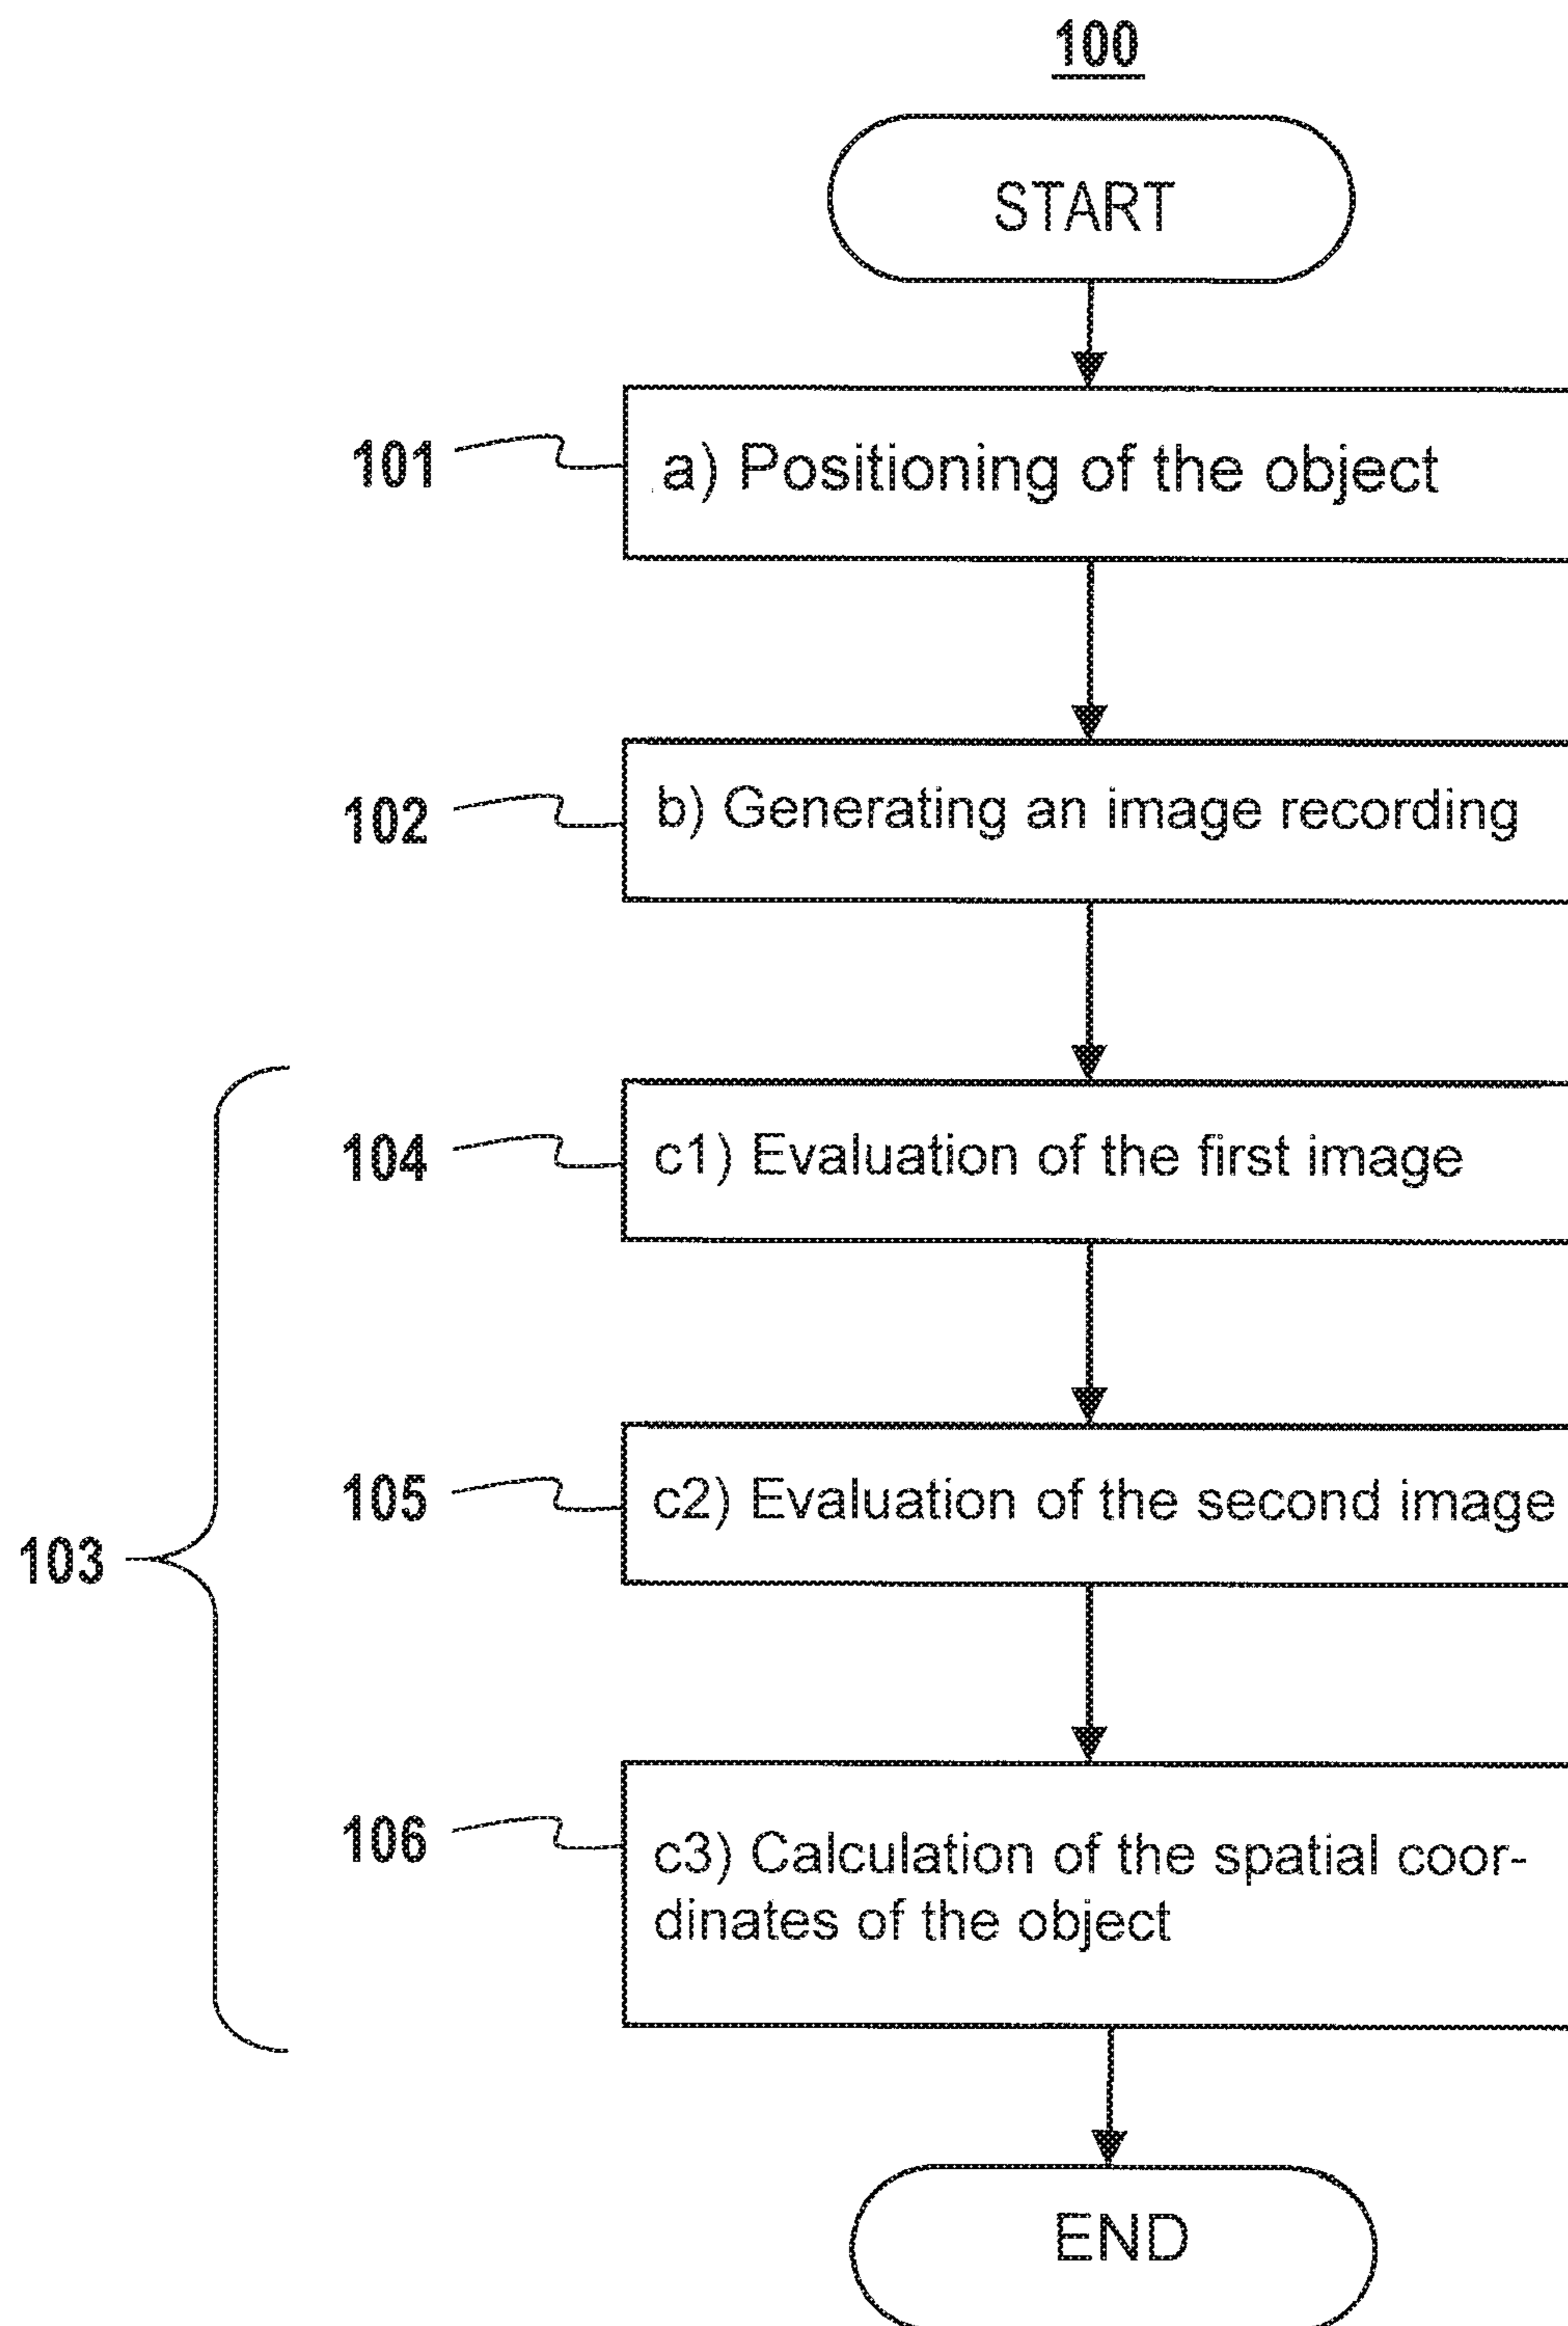 100
START
101
a) Positioning of the object
102
b) Generating an image recording
104
c1) Evaluation of the first image
105
c2) Evaluation of the second image
103
106
c3) Calculation of the spatial coor-
dinates of the object
END